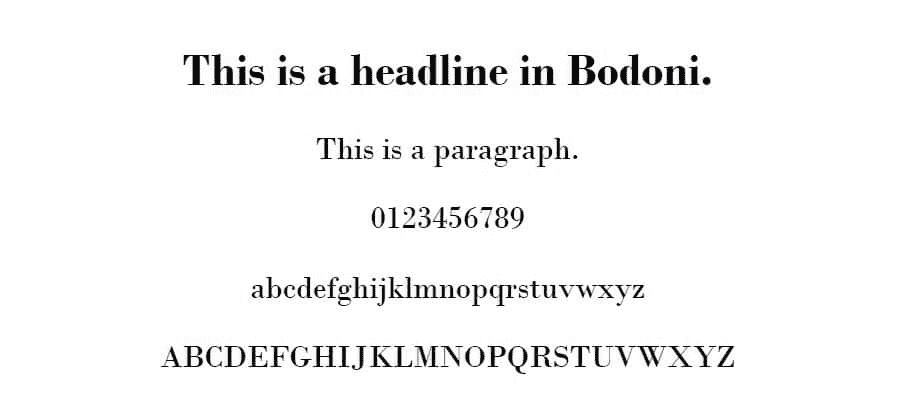 This is a headline in Bodoni.
This is a paragraph.
0123456789
abcdefghijklmnopqrstuvwxyz
ABCDEFGHIJKLMNOPQRSTUVWXYZ